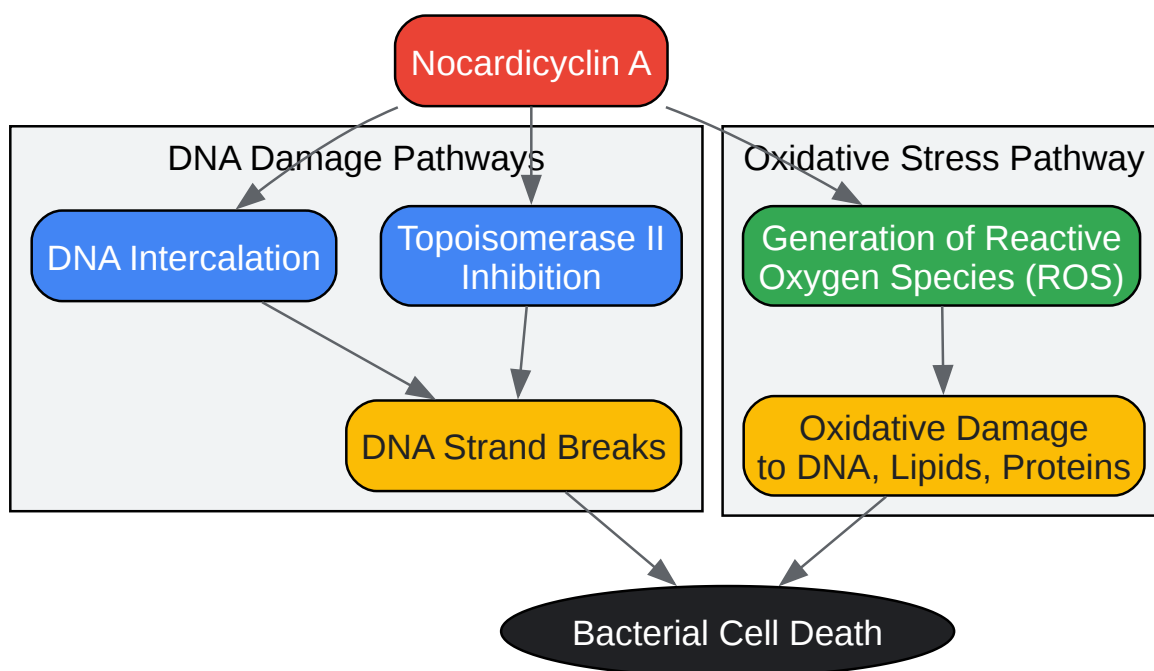 Nocardicyclin A
DNA Damage Pathways
Oxidative Stress Pathway
DNA Intercalation
Topoisomerase II
Inhibition
Generation of Reactive
Oxygen Species (ROS)
DNA Strand Breaks
Oxidative Damage
to DNA, Lipids, Proteins
Bacterial Cell Death